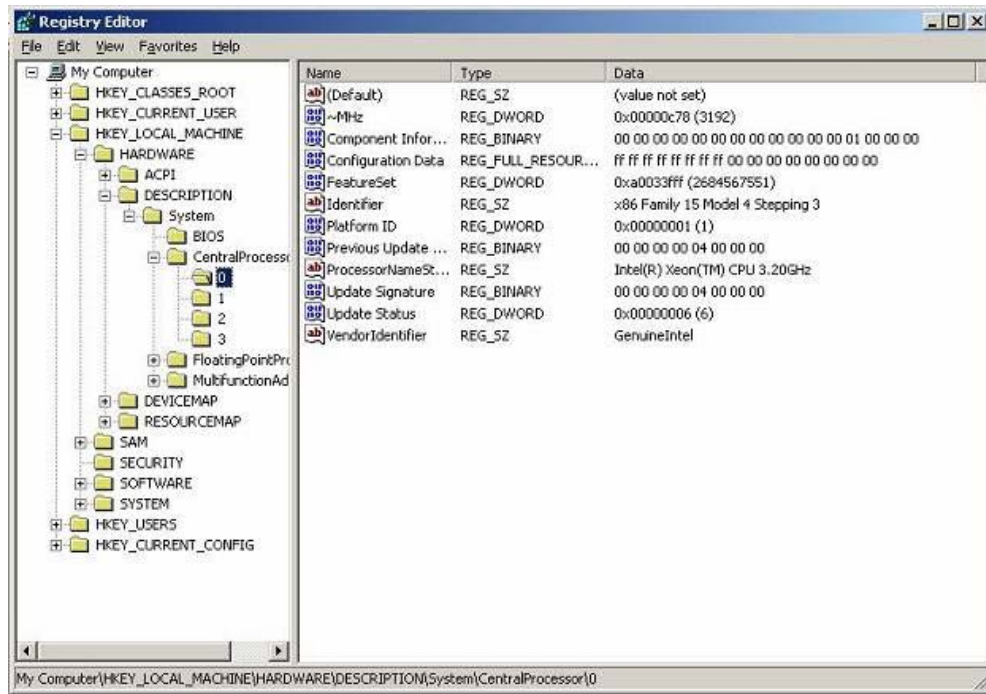 Registry Editor
File Edit View Favorites Help
My Computer
HKEY_CLASSES_ROOT
HKEY_CURRENT_USER
HKEY_LOCAL_MACHINE
HARDWARE
ACPI
DESCRIPTION
System
BIOS
CentralProcesso
0
1
2
3
FloatingPointPro
MultifunctionAd
DEVICEMAP
RESOURCEMAP
SAM
SECURITY
SOFTWARE
SYSTEM
HKEY_USERS
HKEY_CURRENT_CONFIG
Name Type Data
(Default) REG_SZ (value not set)
~MHz REG_DWORD 0x00000c78 (3192)
Component Infor... REG_BINARY 00 00 00 00 00 00 00 00 00 00 00 00 01 00 00 00
Configuration Data REG_FULL_RESOUR... ff ff ff ff ff ff ff ff 00 00 00 00 00 00 00 00
FeatureSet REG_DWORD 0xa0033fff (2684567551)
Identifier REG_SZ x86 Family 15 Model 4 Stepping 3
Platform ID REG_DWORD 0x00000001 (1)
Previous Update ... REG_BINARY 00 00 00 00 04 00 00 00
ProcessorNameSt... REG_SZ Intel(R) Xeon(TM) CPU 3.20GHz
Update Signature REG_BINARY 00 00 00 00 04 00 00 00
Update Status REG_DWORD 0x00000006 (6)
VendorIdentifier REG_SZ GenuineIntel
My Computer\HKEY_LOCAL_MACHINE\HARDWARE\DESCRIPTION\System\CentralProcessor\0